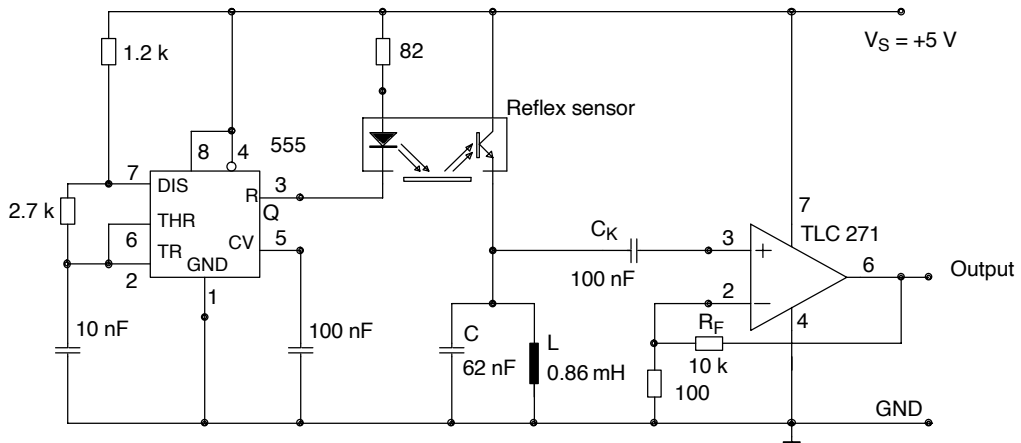 1.2 k
82
V_S = +5 V
Reflex sensor
8
4
555
7
DIS
3
R
Q
7
2.7 k
THR
6
TR
CV
5
C_K
3
+
TLC 271
GND
2
100 nF
2
−
6
Output
1
R_F
4
10 nF
100 nF
C
62 nF
L
0.86 mH
10 k
100
GND